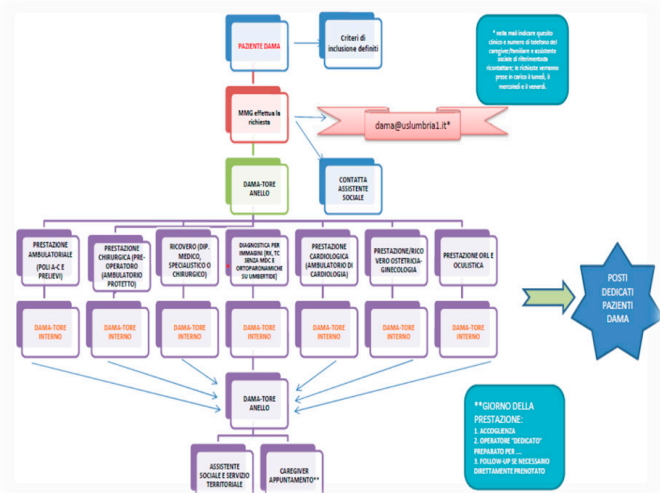 PAZIENTE DAMA
Criteri di
inclusione definiti
* nella mail indicare quesito
clinico e numero di telefono del
caregiver/familiare e assistente
sociale di riferimento da
ricontattare; le richieste verranno
prese in carico il lunedì, il
mercoledì e il venerdì.
MMG effettua la
richiesta
dama@uslumbria1.it*
DAMA-TORE
ANELLO
CONTATTA
ASSISTENTE
SOCIALE
PRESTAZIONE
AMBULATORIALE
(POLI A-C E
PRELIEVI)
PRESTAZIONE
CHIRURGICA (PRE-
OPERATORIO
(AMBULATORIO
PROTETTO)
RICOVERO (DIP.
MEDICO,
SPECIALISTICO O
CHIRURGICO)
DIAGNOSTICA PER
IMMAGINI (RX, TC
SENZA MDC E
ORTOPARONAMICHE
SU UMBERTIDE)
PRESTAZIONE
CARDIOLOGICA
(AMBULATORIO DI
CARDIOLOGIA)
PRESTAZIONE/RICO
VERO OSTETRICIA-
GINECOLOGIA
PRESTAZIONE ORL E
OCULISTICA
POSTI
DEDICATI
PAZIENTI
DAMA
DAMA-TORE
INTERNO
DAMA-TORE
INTERNO
DAMA-TORE
INTERNO
DAMA-TORE
INTERNO
DAMA-TORE
INTERNO
DAMA-TORE
INTERNO
DAMA-TORE
INTERNO
DAMA-TORE
ANELLO
**GIORNO DELLA
PRESTAZIONE:
1. ACCOGLIENZA
2. OPERATORE "DEDICATO"
PREPARATO PER ....
3. FOLLOW-UP SE NECESSARIO
DIRETTAMENTE PRENOTATO
ASSISTENTE
SOCIALE E SERVIZIO
TERRITORIALE
CAREGIVER
APPUNTAMENTO**